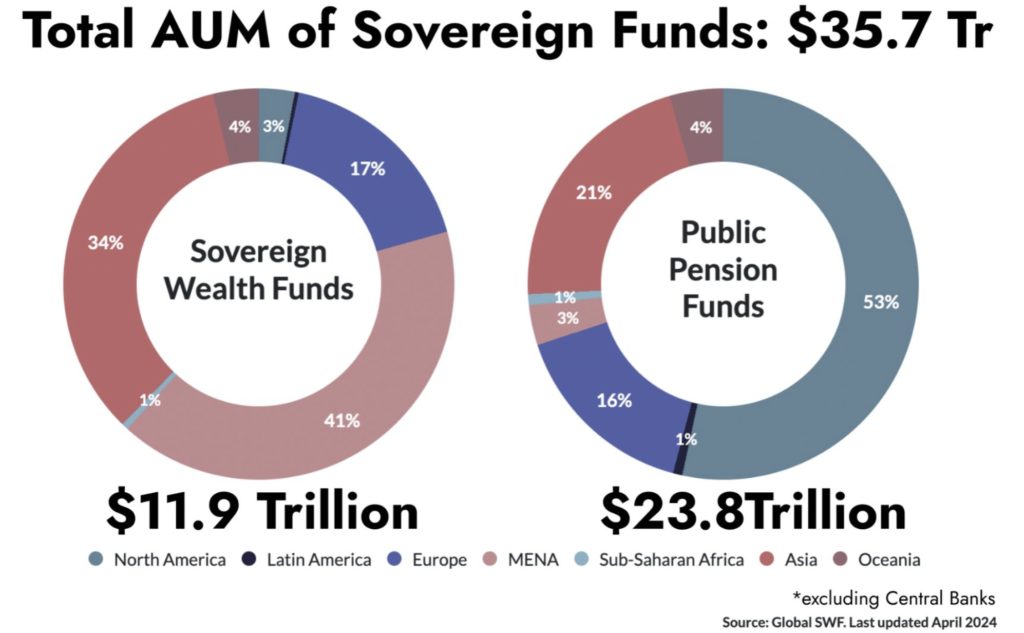 Total AUM of Sovereign Funds: $35.7 Tr
4%
3%
17%
34%
Sovereign
Wealth Funds
1%
41%
4%
21%
Public
Pension
Funds
53%
1%
3%
16%
1%
$11.9 Trillion
$23.8Trillion
North America Latin America Europe MENA Sub-Saharan Africa Asia Oceania
*excluding Central Banks
Source: Global SWF. Last updated April 2024